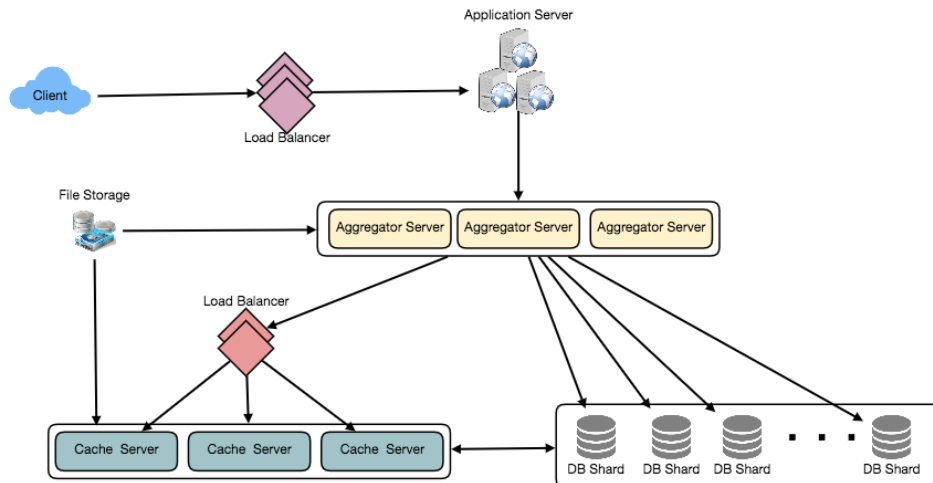 Application Server
Client
Load Balancer
File Storage
Aggregator Server
Aggregator Server
Aggregator Server
Load Balancer
Cache Server
Cache Server
Cache Server
DB Shard
DB Shard
DB Shard
DB Shard